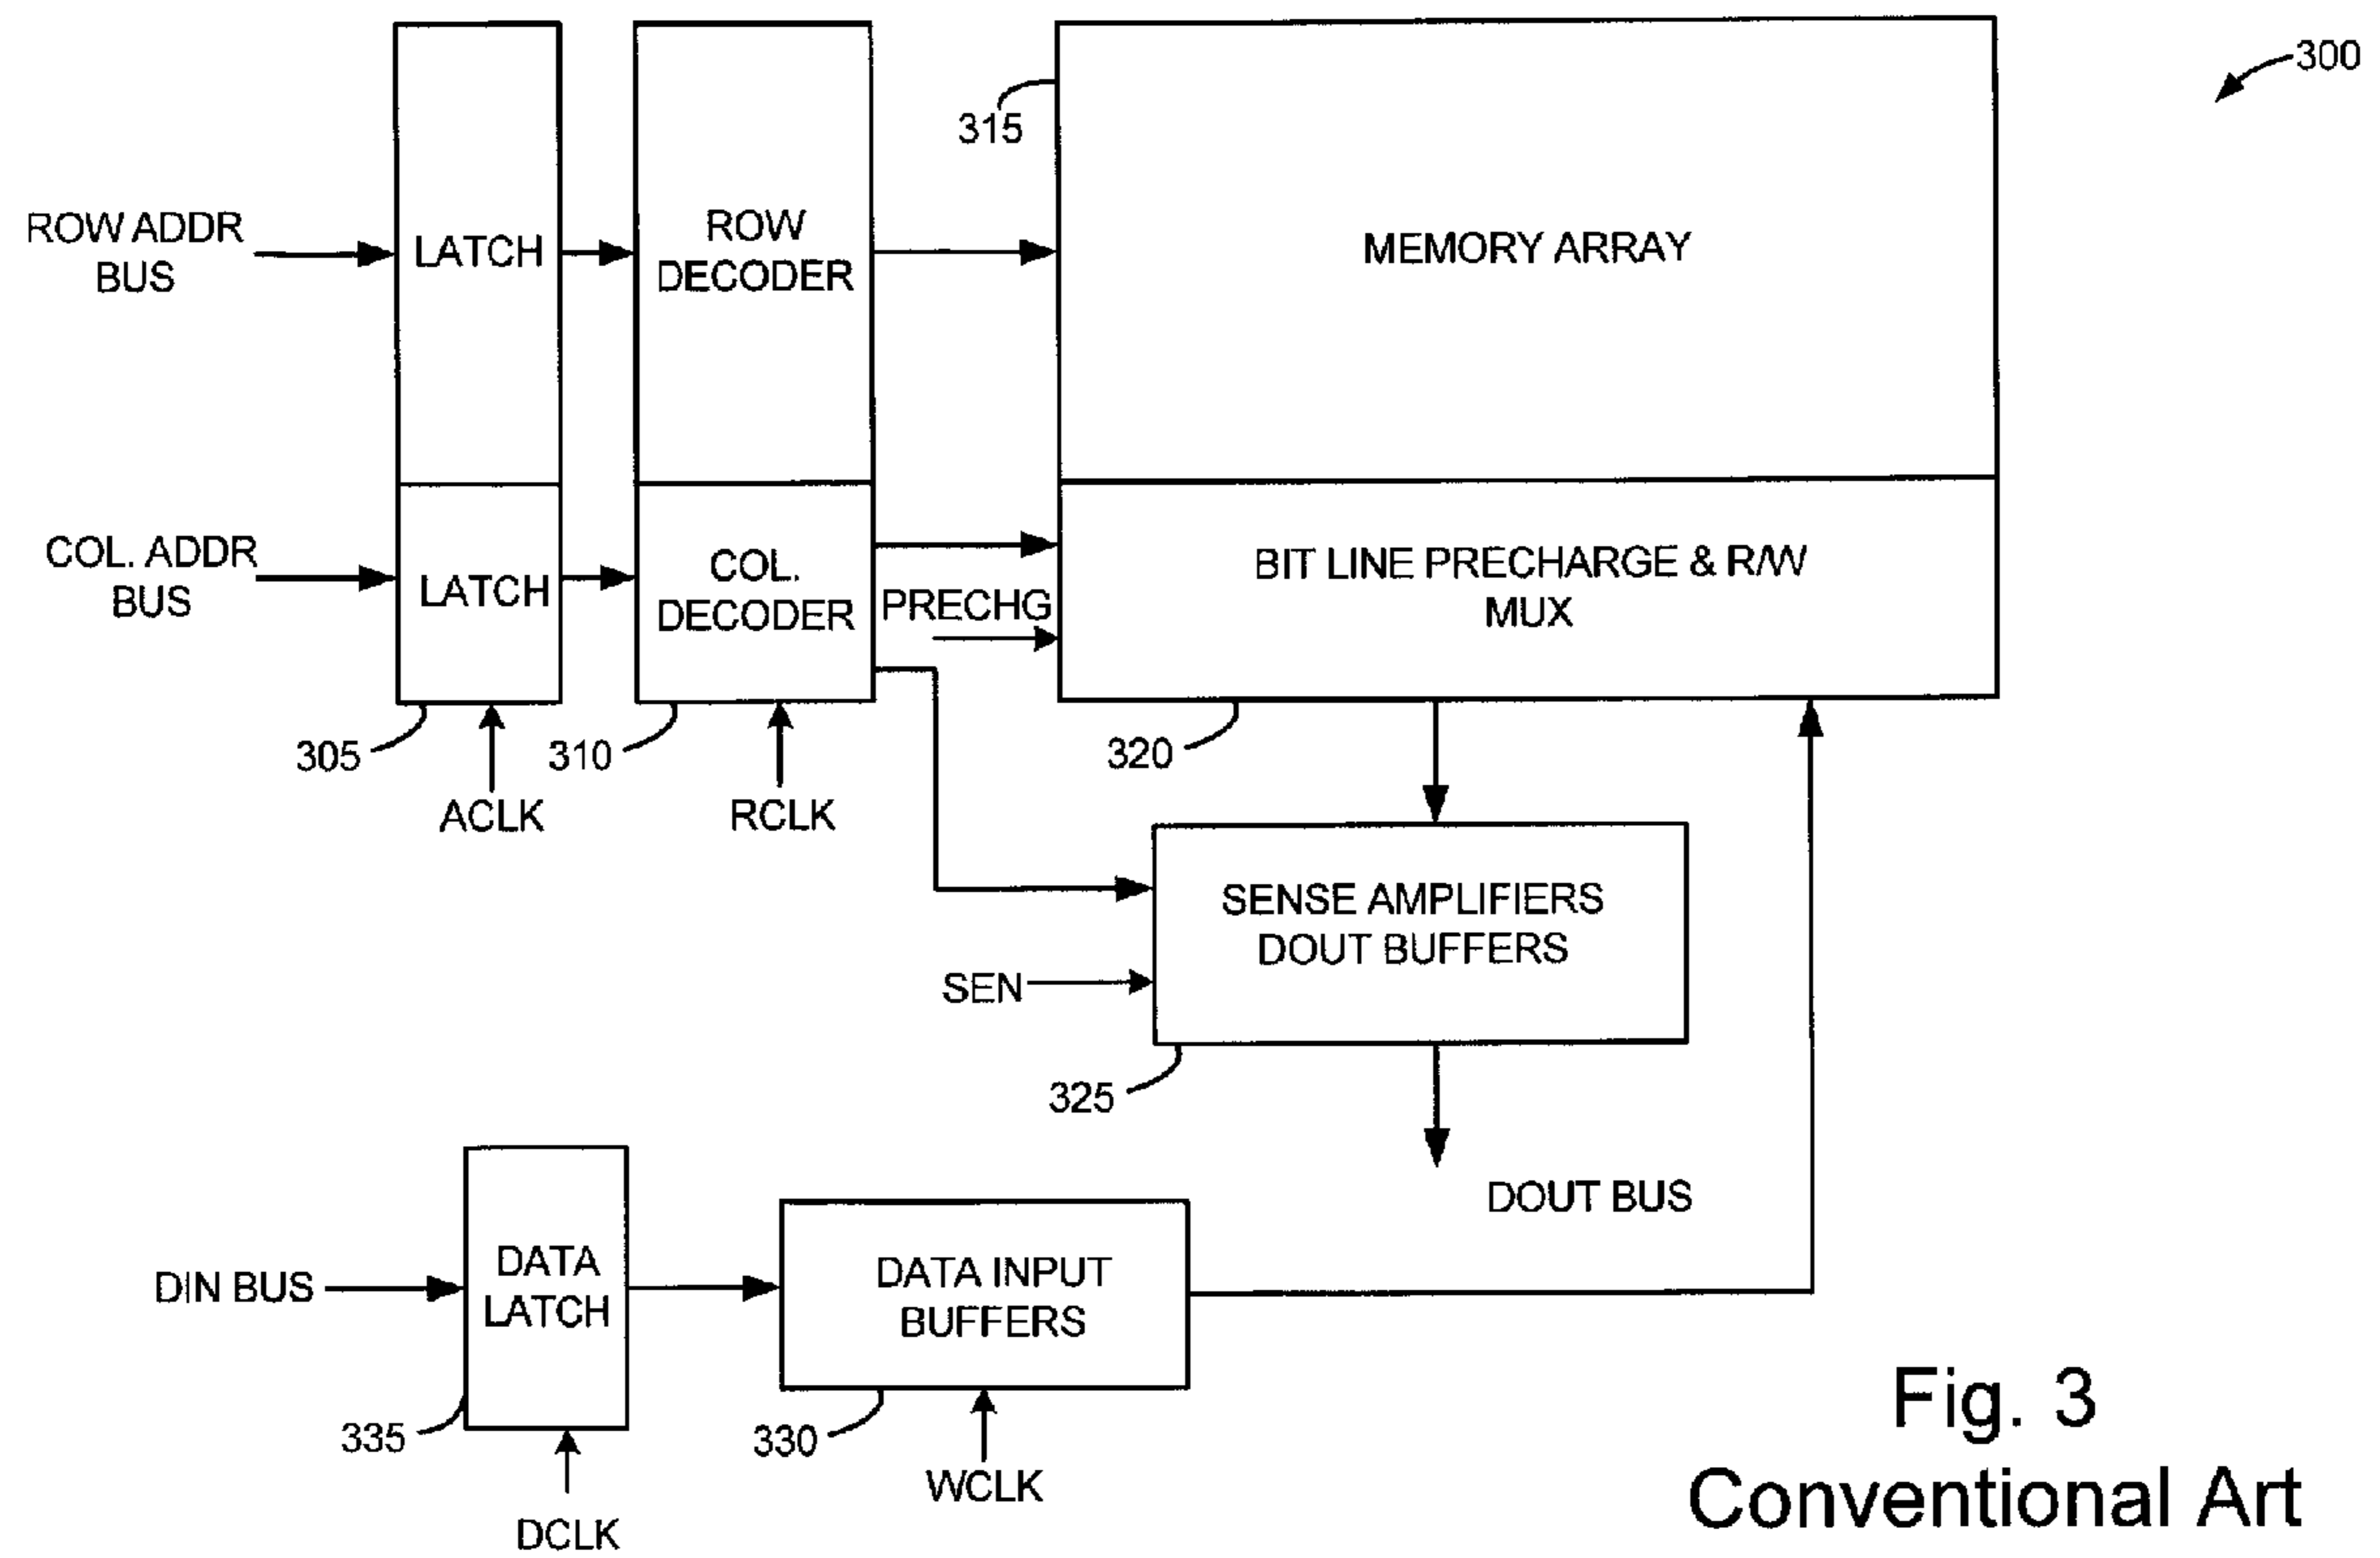 300
315
ROW ADDR
BUS
LATCH
ROW
DECODER
MEMORY ARRAY
COL. ADDR
BUS
LATCH
COL.
DECODER
PRECHG
BIT LINE PRECHARGE & R/W
MUX
305
310
320
ACLK
RCLK
SENSE AMPLIFIERS
DOUT BUFFERS
SEN
325
DOUT BUS
DIN BUS
DATA
LATCH
DATA INPUT
BUFFERS
335
330
WCLK
DCLK
Fig. 3
Conventional Art